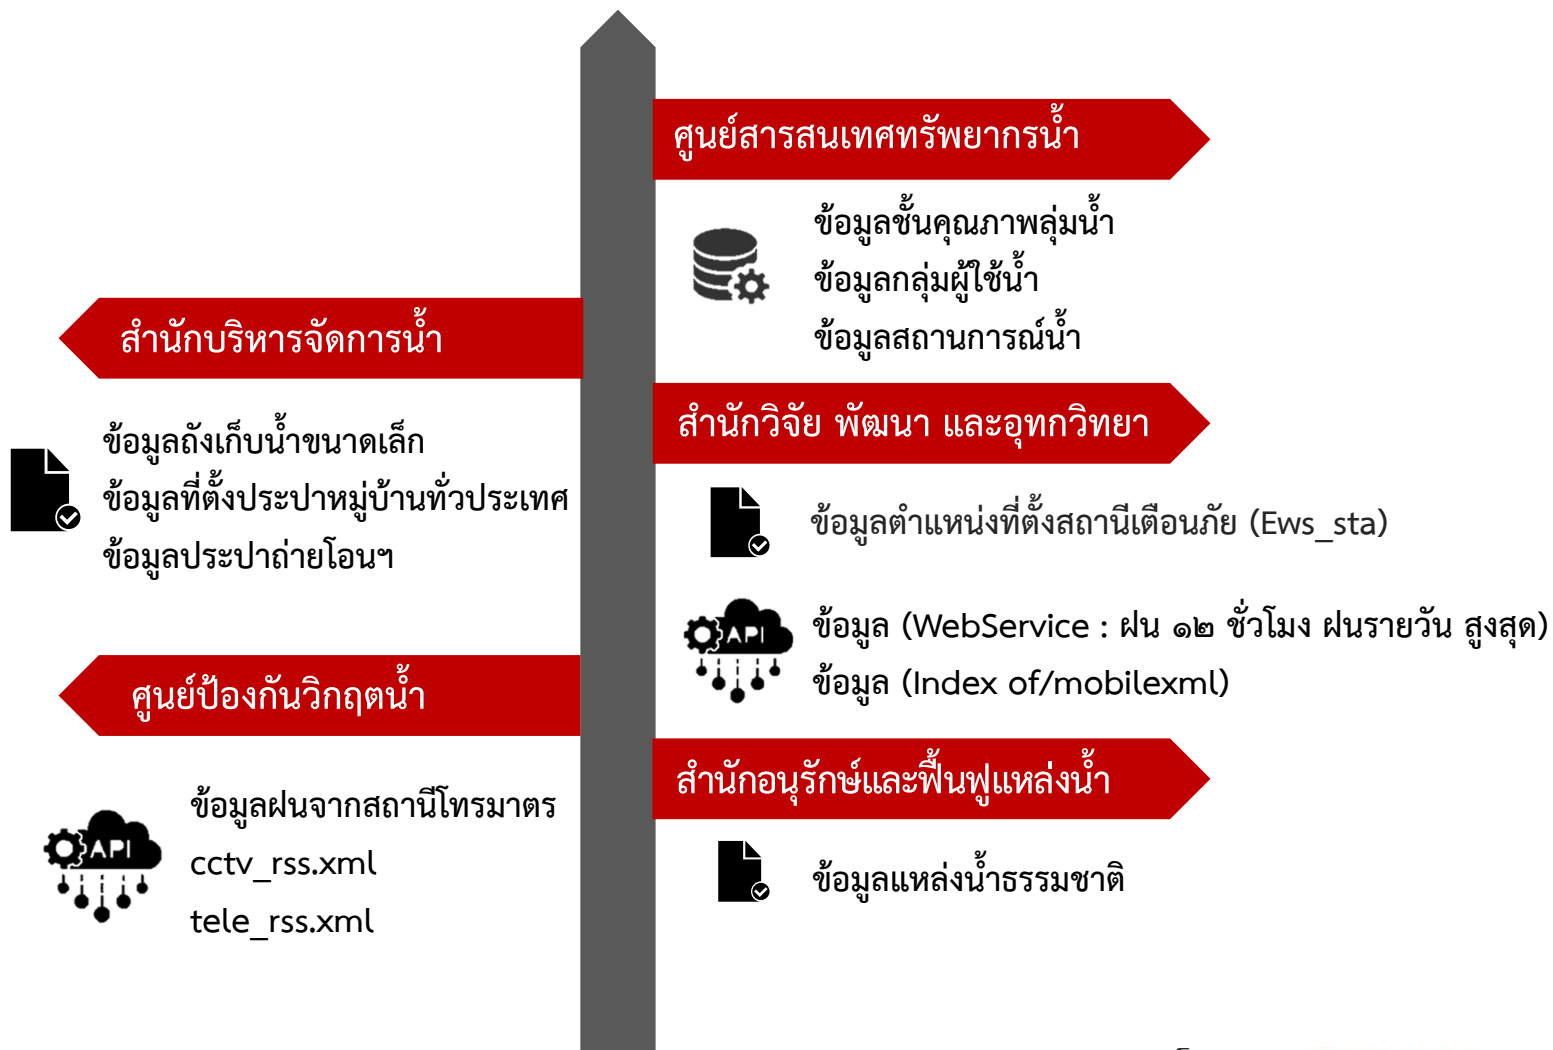 ศูนย์สารสนเทศทรัพยากรน้ำ
ข้อมูลชั้นคุณภาพลุ่มน้ำ
ข้อมูลกลุ่มผู้ใช้น้ำ
ข้อมูลสถานการณ์น้ำ
สำนักบริหารจัดการน้ำ
ข้อมูลถังเก็บน้ำขนาดเล็ก
ข้อมูลที่ตั้งประปาหมู่บ้านทั่วประเทศ
ข้อมูลประปาถ่ายโอนฯ
สำนักวิจัย พัฒนา และอุทกวิทยา
ข้อมูลตำแหน่งที่ตั้งสถานีเตือนภัย (Ews_sta)
API
ข้อมูล (WebService : ฝน ๑๒ ชั่วโมง ฝนรายวัน สูงสุด)
ข้อมูล (Index of/mobilexml)
ศูนย์ป้องกันวิกฤตน้ำ
API
ข้อมูลฝนจากสถานีโทรมาตร
cctv_rss.xml
tele_rss.xml
สำนักอนุรักษ์และฟื้นฟูแหล่งน้ำ
ข้อมูลแหล่งน้ำธรรมชาติ